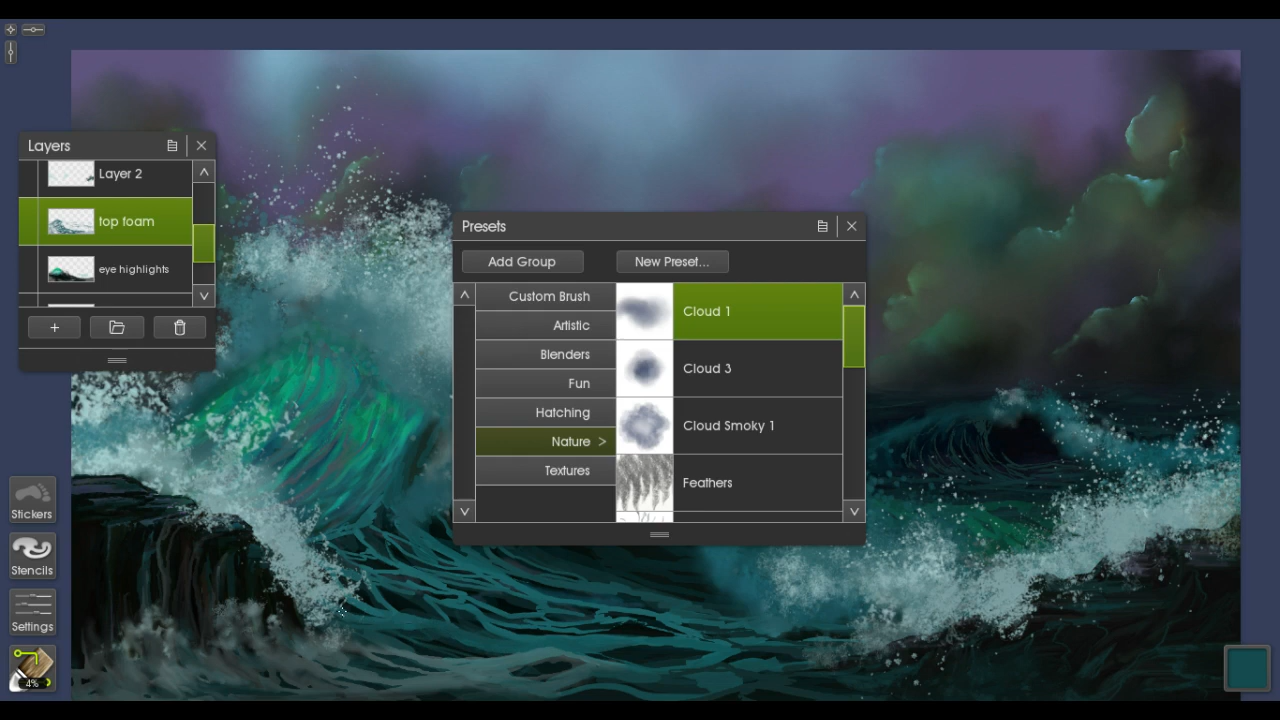 Layers
Layer 2
top foam
eye highlights
+
Presets
Add Group
New Preset...
Custom Brush
Artistic
Blenders
Fun
Hatching
Nature >
Textures
Cloud 1
Cloud 3
Cloud Smoky 1
Feathers
Stickers
Stencils
Settings
4%